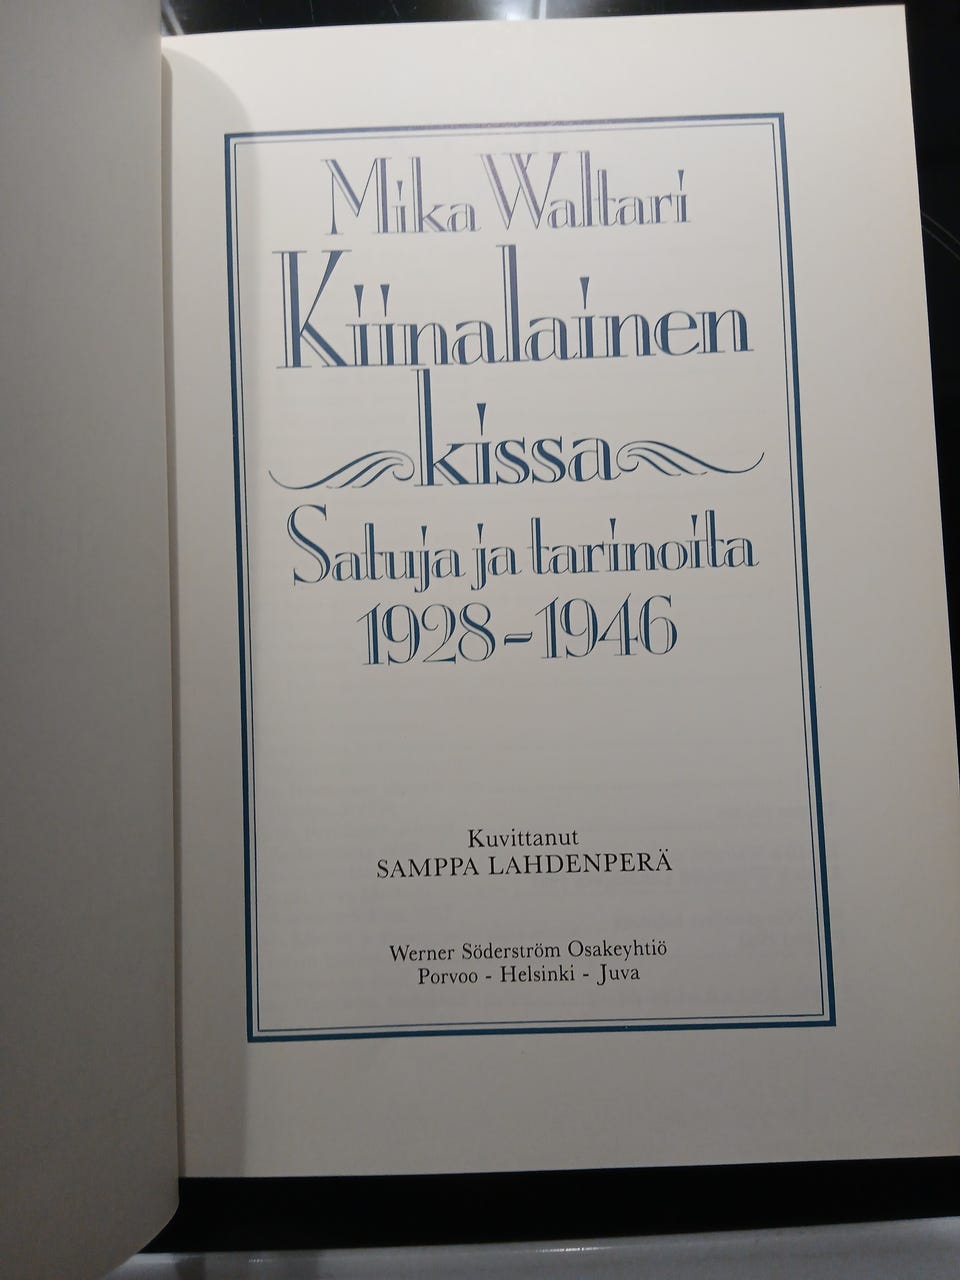 Mika Waltari
Kiinalainen
kissa
Satuja ja tarinoita
1928-1946
Kuvittanut
SAMPPA LAHDENPERÄ
Werner Söderström Osakeyhtiö
Porvoo - Helsinki - Juva